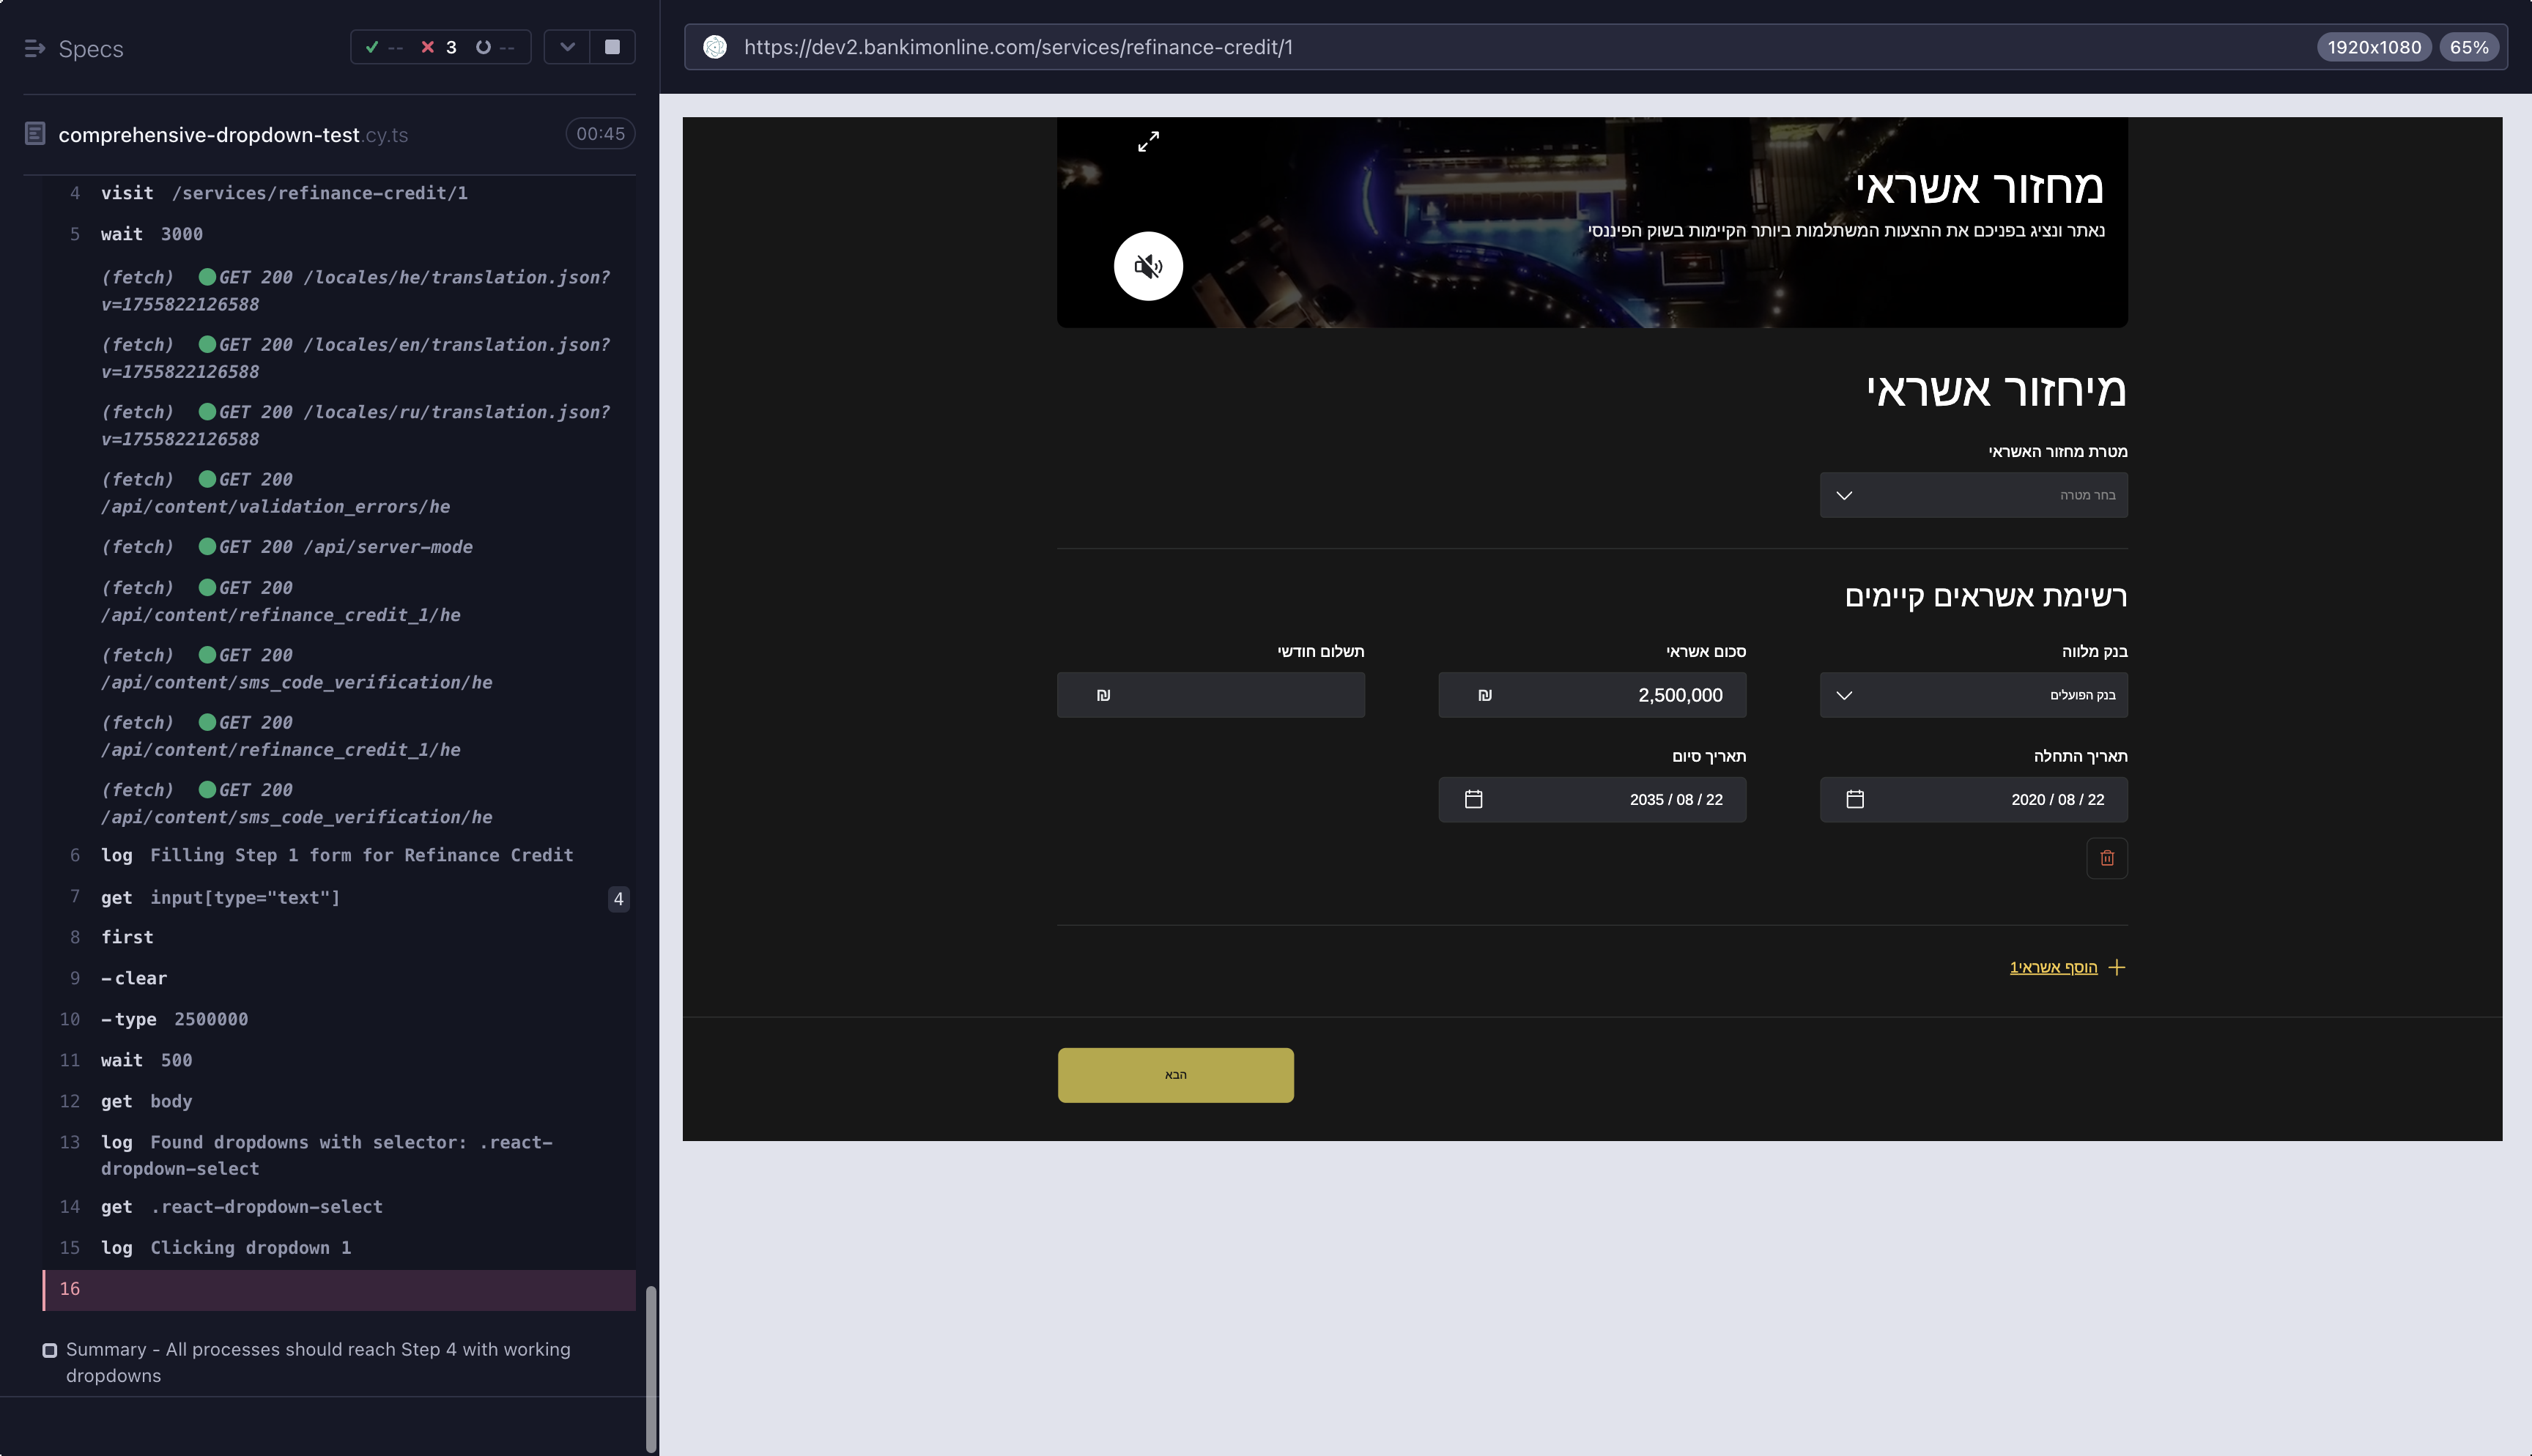 Specs
-- 3 --
comprehensive-dropdown-test.cy.ts
00:45
4 visit /services/refinance-credit/1
5 wait 3000
(fetch) GET 200 /locales/he/translation.json?
v=1755822126588
(fetch) GET 200 /locales/en/translation.json?
v=1755822126588
(fetch) GET 200 /locales/ru/translation.json?
v=1755822126588
(fetch) GET 200
/api/content/validation_errors/he
(fetch) GET 200 /api/server-mode
(fetch) GET 200
/api/content/refinance_credit_1/he
(fetch) GET 200
/api/content/sms_code_verification/he
(fetch) GET 200
/api/content/refinance_credit_1/he
(fetch) GET 200
/api/content/sms_code_verification/he
6 log Filling Step 1 form for Refinance Credit
7 get input[type="text"] 4
8 first
9 -clear
10 -type 2500000
11 wait 500
12 get body
13 log Found dropdowns with selector: .react-
dropdown-select
14 get .react-dropdown-select
15 log Clicking dropdown 1
16
Summary - All processes should reach Step 4 with working
dropdowns
https://dev2.bankimonline.com/services/refinance-credit/1
1920x1080 65%
מחזור אשראי
נאתר ונציג בפניכם את ההצעות המשתלמות ביותר הקיימות בשוק הפיננסי
מיחזור אשראי
מטרת מחזור האשראי
בחר מטרה
רשימת אשראים קיימים
בנק מלווה סכום אשראי תשלום חודשי
בנק הפועלים 2,500,000 ₪ ₪
תאריך התחלה תאריך סיום
22 / 08 / 2020 22 / 08 / 2035
הוסף אשראי1
הבא